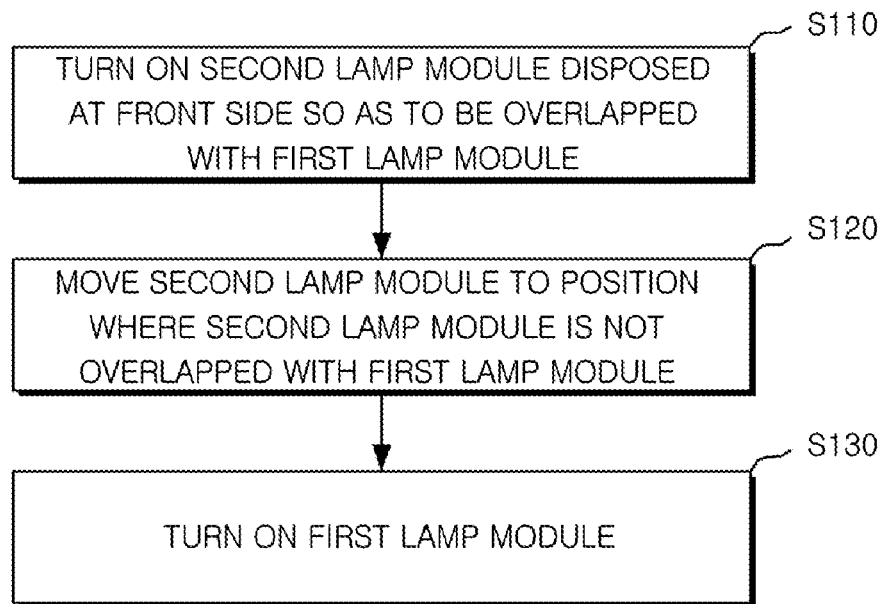 S110
TURN ON SECOND LAMP MODULE DISPOSED
AT FRONT SIDE SO AS TO BE OVERLAPPED
WITH FIRST LAMP MODULE
S120
MOVE SECOND LAMP MODULE TO POSITION
WHERE SECOND LAMP MODULE IS NOT
OVERLAPPED WITH FIRST LAMP MODULE
S130
TURN ON FIRST LAMP MODULE